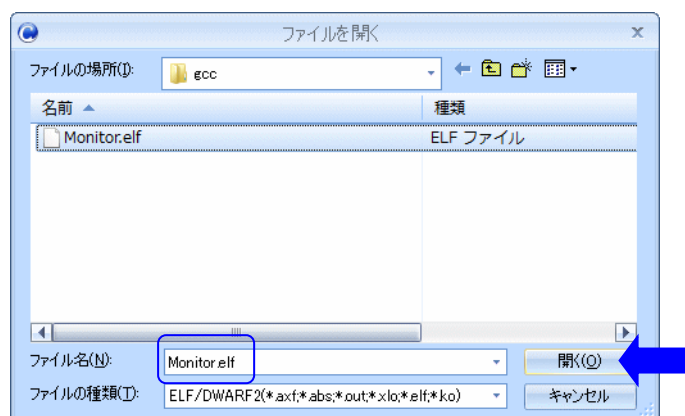 ファイルを開く
ファイルの場所(I):
gcc
名前
種類
Monitor.elf
ELF ファイル
ファイル名(N):
Monitor.elf
開く(O)
ファイルの種類(T):
ELF/DWARF2(*.axf;*.abs;*.out;*.xlo;*.elf;*.ko)
キャンセル